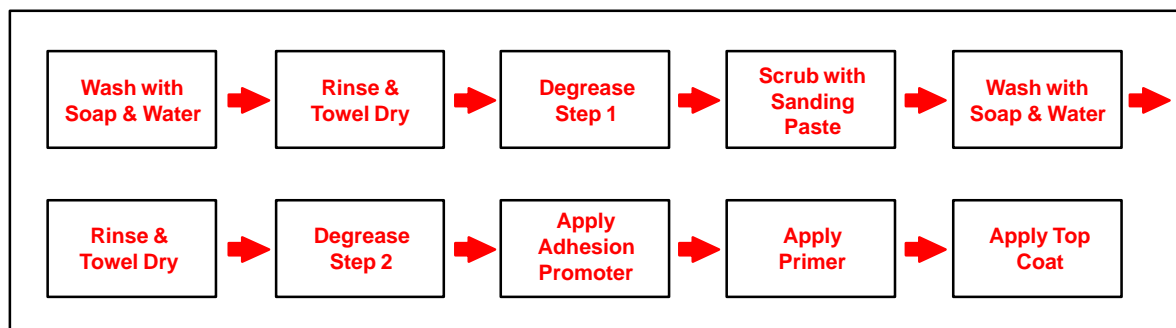 Wash with
Soap & Water
Rinse &
Towel Dry
Degrease
Step 1
Scrub with
Sanding
Paste
Wash with
Soap & Water
Rinse &
Towel Dry
Degrease
Step 2
Apply
Adhesion
Promoter
Apply
Primer
Apply Top
Coat